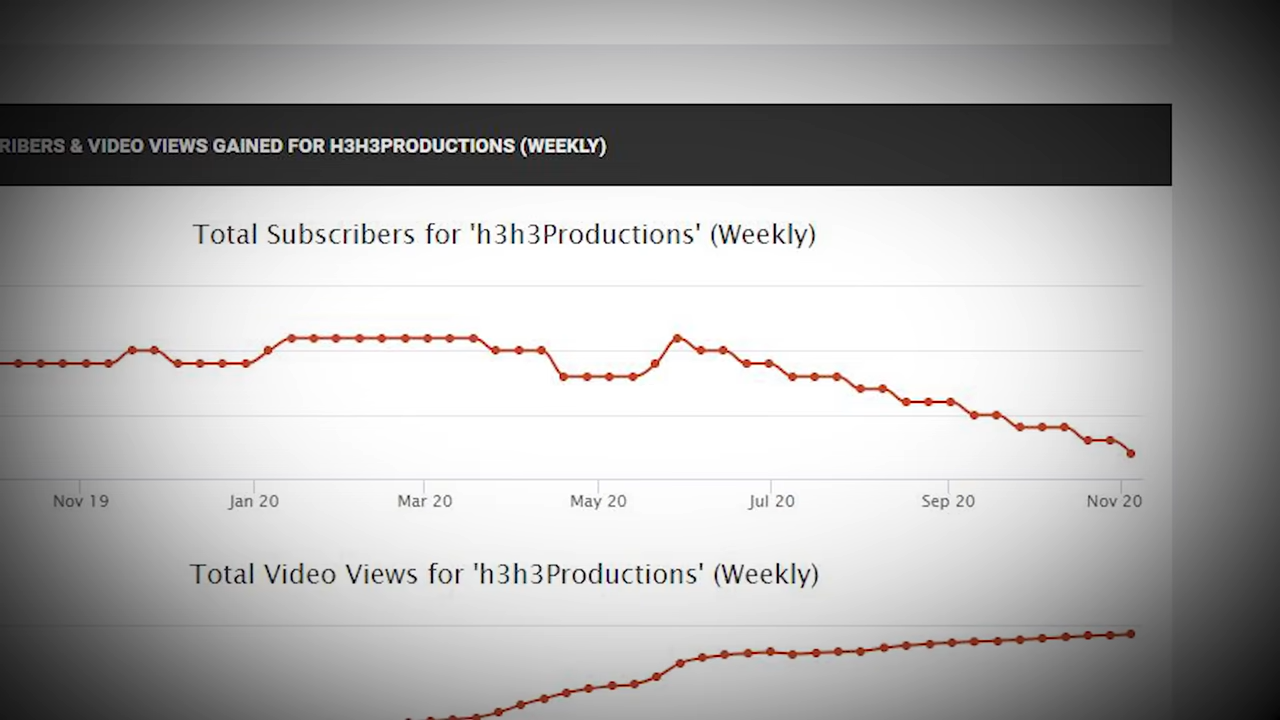 & VIDEO VIEWS GAINED FOR H3H3PRODUCTIONS (WEEKLY)
Total Subscribers for 'h3h3Productions' (Weekly)
Nov 19 Jan 20 Mar 20 May 20 Jul 20 Sep 20 Nov 20
Total Video Views for 'h3h3Productions' (Weekly)